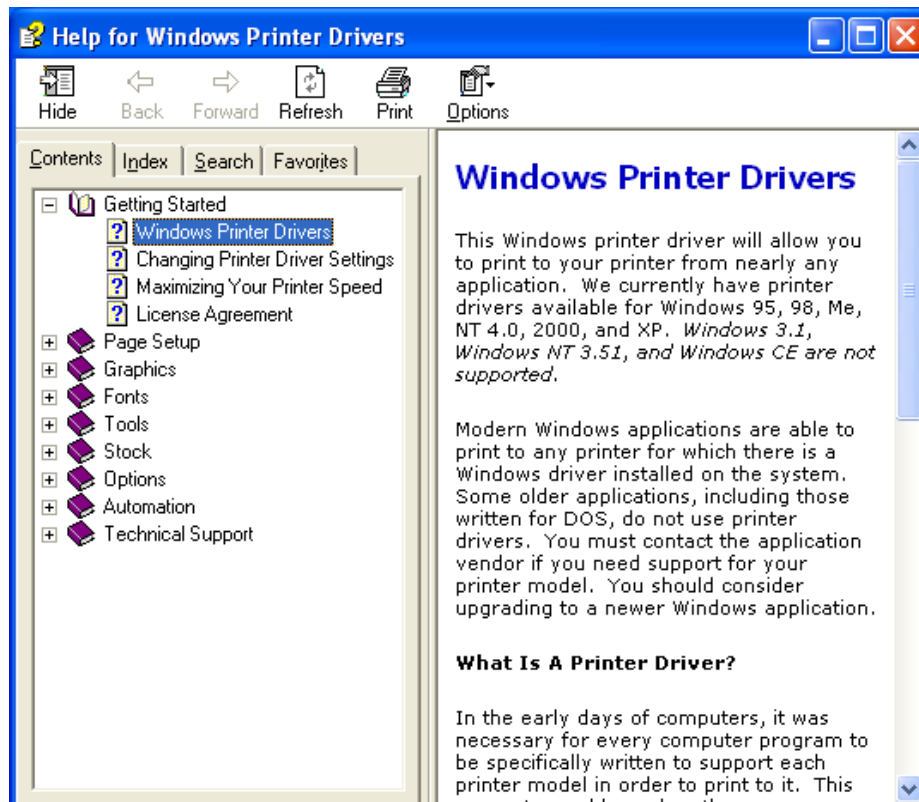 Help for Windows Printer Drivers
Hide Back Forward Refresh Print Options
Contents Index Search Favorites
Getting Started
Windows Printer Drivers
Changing Printer Driver Settings
Maximizing Your Printer Speed
License Agreement
Page Setup
Graphics
Fonts
Tools
Stock
Options
Automation
Technical Support
Windows Printer Drivers
This Windows printer driver will allow you
to print to your printer from nearly any
application. We currently have printer
drivers available for Windows 95, 98, Me,
NT 4.0, 2000, and XP. Windows 3.1,
Windows NT 3.51, and Windows CE are not
supported.
Modern Windows applications are able to
print to any printer for which there is a
Windows driver installed on the system.
Some older applications, including those
written for DOS, do not use printer
drivers. You must contact the application
vendor if you need support for your
printer model. You should consider
upgrading to a newer Windows application.
What Is A Printer Driver?
In the early days of computers, it was
necessary for every computer program to
be specifically written to support each
printer model in order to print to it. This